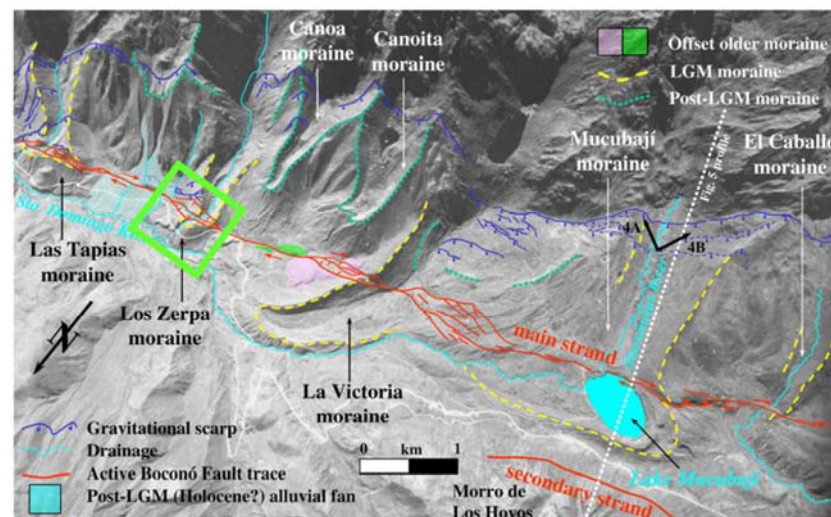 Canoa
moraine
Canoita
moraine
Offset older moraine
LGM moraine
Post-LGM moraine
Mucubají
moraine
El Caballo
moraine
Fig. 5 profile
4A
4B
Sto. Domingo
Las Tapias
moraine
Los Zerpa
moraine
N
main strand
La Victoria
moraine
Gravitational scarp
Drainage
Active Boconó Fault trace
Post-LGM (Holocene?) alluvial fan
0 km 1
Lake Mucubají
secondary strand
Morro de
Los Hoyos